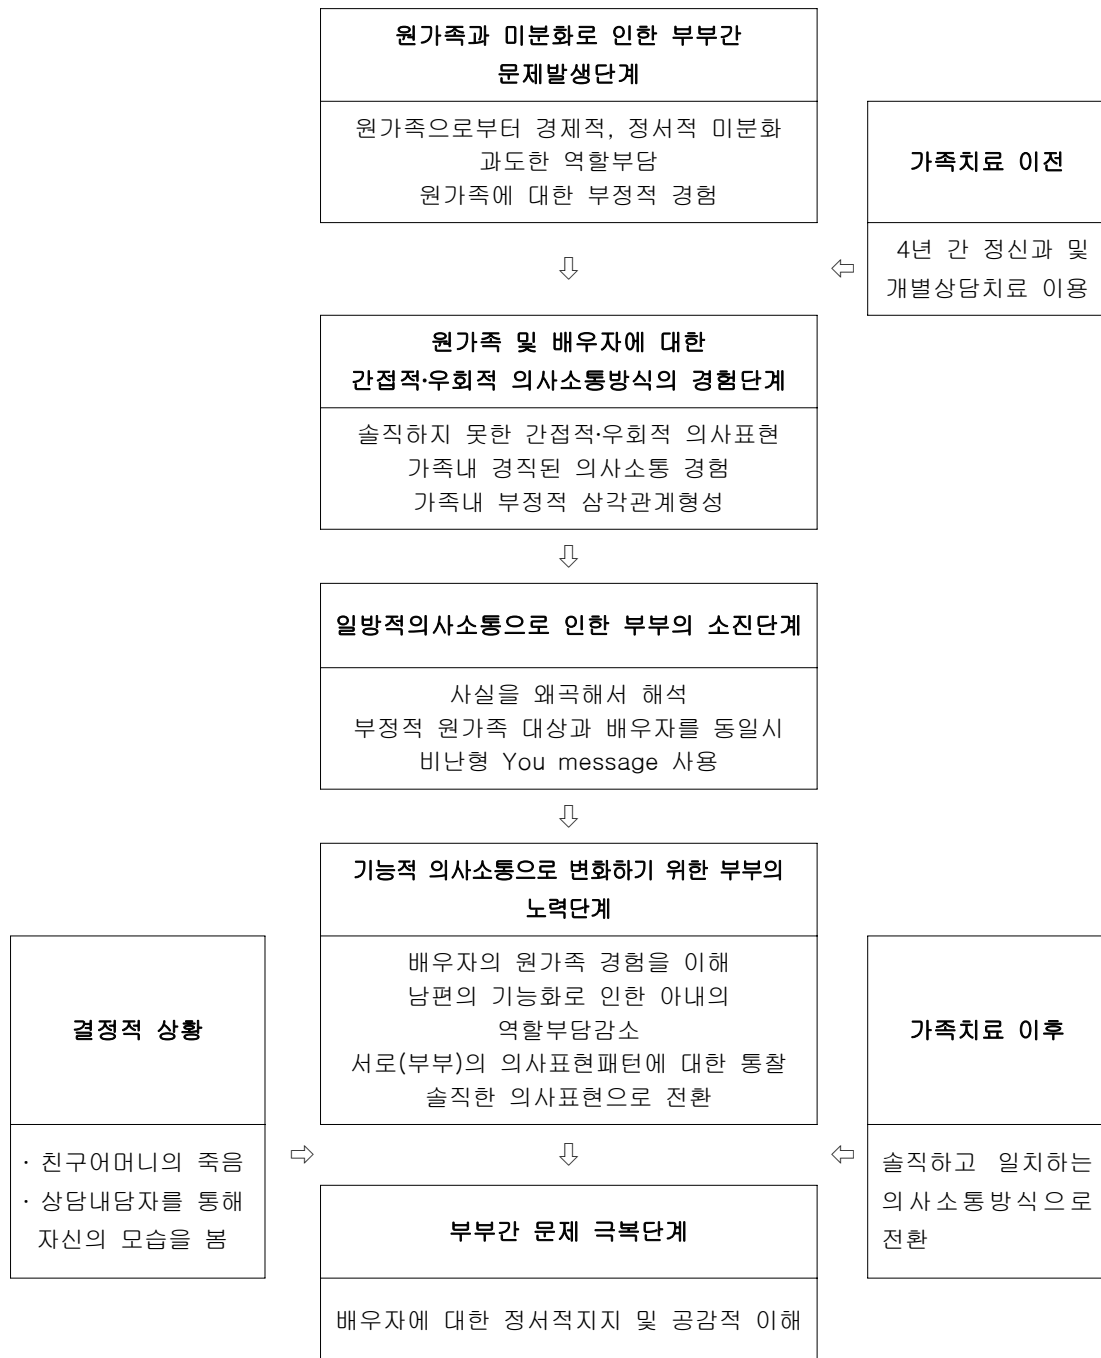 원가족과 미분화로 인한 부부간
문제발생단계
원가족으로부터 경제적, 정서적 미분화
과도한 역할부담
원가족에 대한 부정적 경험
가족치료 이전
4년 간 정신과 및
개별상담치료 이용
⇩
⇦
원가족 및 배우자에 대한
간접적·우회적 의사소통방식의 경험단계
솔직하지 못한 간접적·우회적 의사표현
가족내 경직된 의사소통 경험
가족내 부정적 삼각관계형성
⇩
일방적의사소통으로 인한 부부의 소진단계
사실을 왜곡해서 해석
부정적 원가족 대상과 배우자를 동일시
비난형 You message 사용
⇩
기능적 의사소통으로 변화하기 위한 부부의
노력단계
배우자의 원가족 경험을 이해
남편의 기능화로 인한 아내의
역할부담감소
서로(부부)의 의사표현패턴에 대한 통찰
솔직한 의사표현으로 전환
결정적 상황
· 친구어머니의 죽음
· 상담내담자를 통해
자신의 모습을 봄
⇨
⇩
⇦
가족치료 이후
솔직하고 일치하는
의사소통방식으로
전환
부부간 문제 극복단계
배우자에 대한 정서적지지 및 공감적 이해